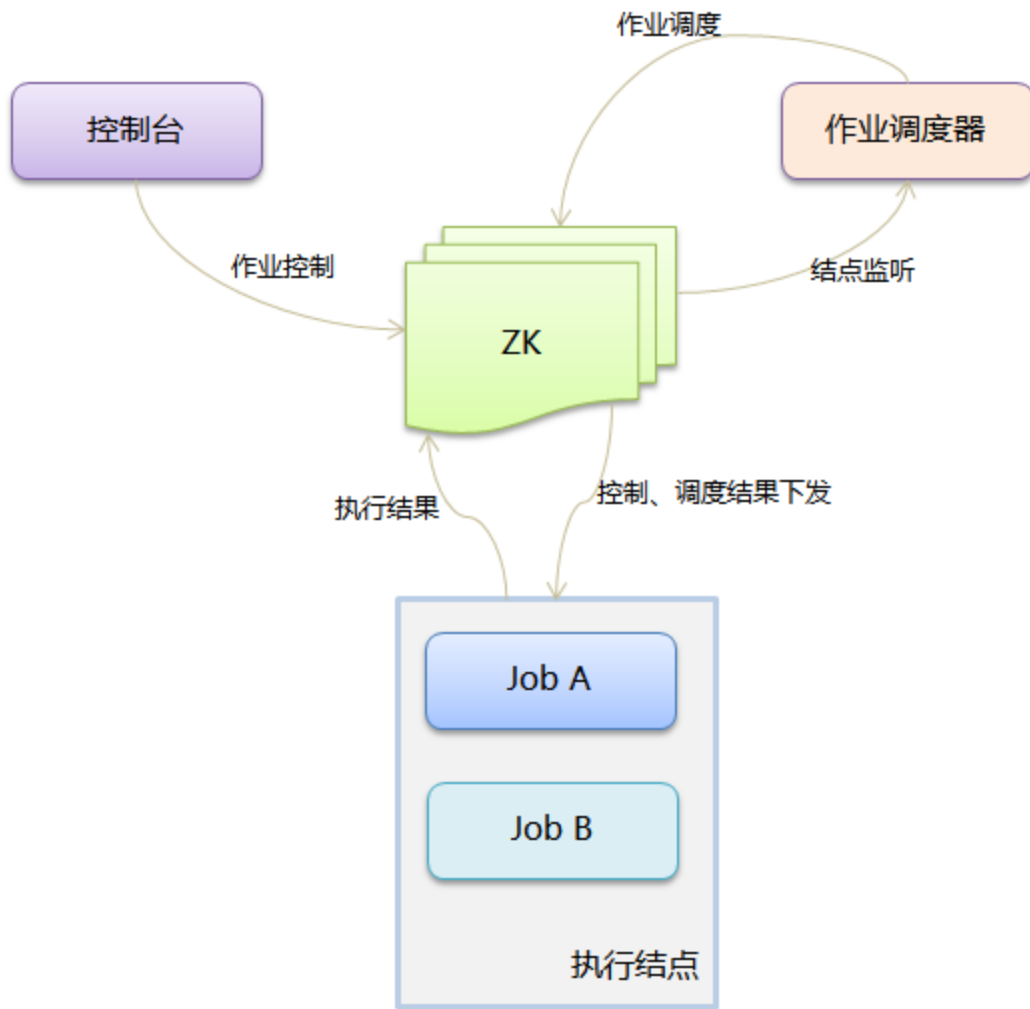 作业调度
控制台
作业调度器
作业控制
结点监听
ZK
执行结果
控制、调度结果下发
Job A
Job B
执行结点